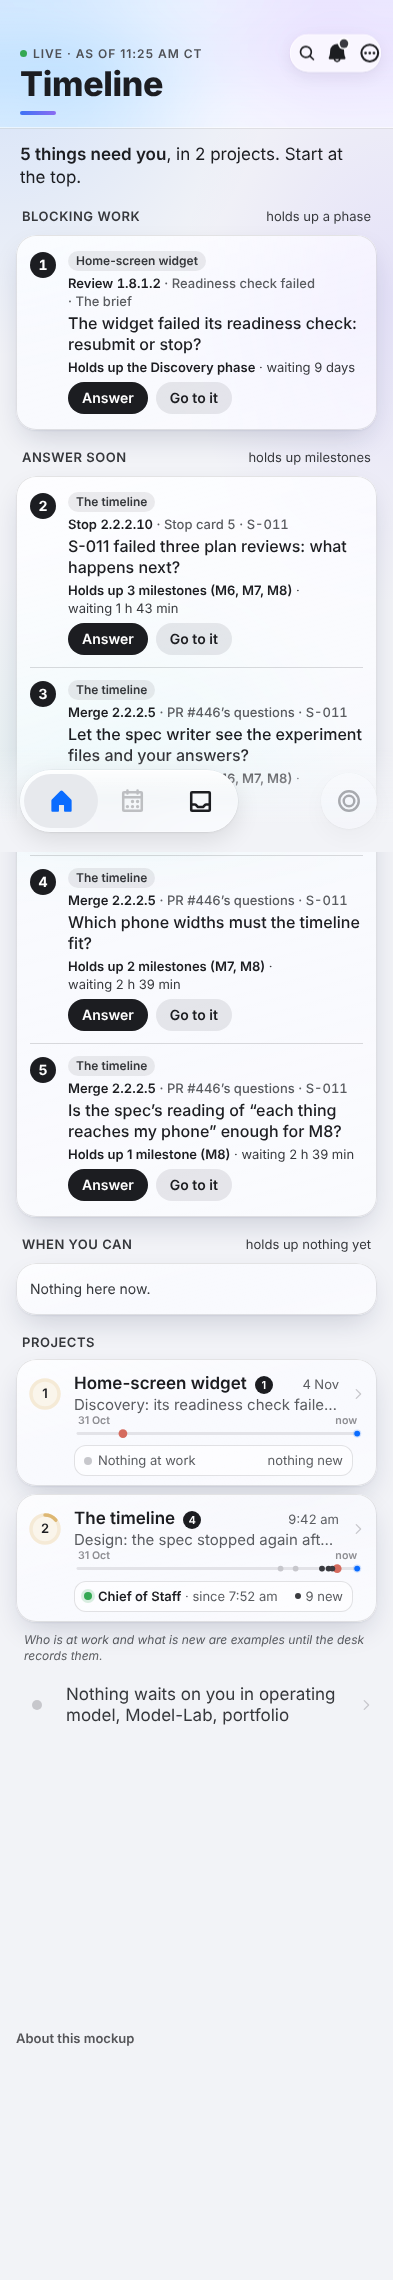 LIVE · AS OF 11:25 AM CT
Timeline
5 things need you, in 2 projects. Start at
the top.
BLOCKING WORK
holds up a phase
1
Home-screen widget
Review 1.8.1.2 · Readiness check failed
· The brief
The widget failed its readiness check:
resubmit or stop?
Holds up the Discovery phase · waiting 9 days
Answer
Go to it
ANSWER SOON
holds up milestones
2
The timeline
Stop 2.2.2.10 · Stop card 5 · S-011
S-011 failed three plan reviews: what
happens next?
Holds up 3 milestones (M6, M7, M8) ·
waiting 1 h 43 min
Answer
Go to it
3
The timeline
Merge 2.2.2.5 · PR #446's questions · S-011
Let the spec writer see the experiment
files and your answers?
M7, M8) ·
4
The timeline
Merge 2.2.2.5 · PR #446's questions · S-011
Which phone widths must the timeline
fit?
Holds up 2 milestones (M7, M8) ·
waiting 2 h 39 min
Answer
Go to it
5
The timeline
Merge 2.2.2.5 · PR #446's questions · S-011
Is the spec's reading of “each thing
reaches my phone” enough for M8?
Holds up 1 milestone (M8) · waiting 2 h 39 min
Answer
Go to it
WHEN YOU CAN
holds up nothing yet
Nothing here now.
PROJECTS
1
Home-screen widget 1
4 Nov
Discovery: its readiness check faile...
31 Oct
now
Nothing at work
nothing new
2
The timeline 4
9:42 am
Design: the spec stopped again aft...
31 Oct
now
Chief of Staff · since 7:52 am
9 new
Who is at work and what is new are examples until the desk
records them.
Nothing waits on you in operating
model, Model-Lab, portfolio
About this mockup